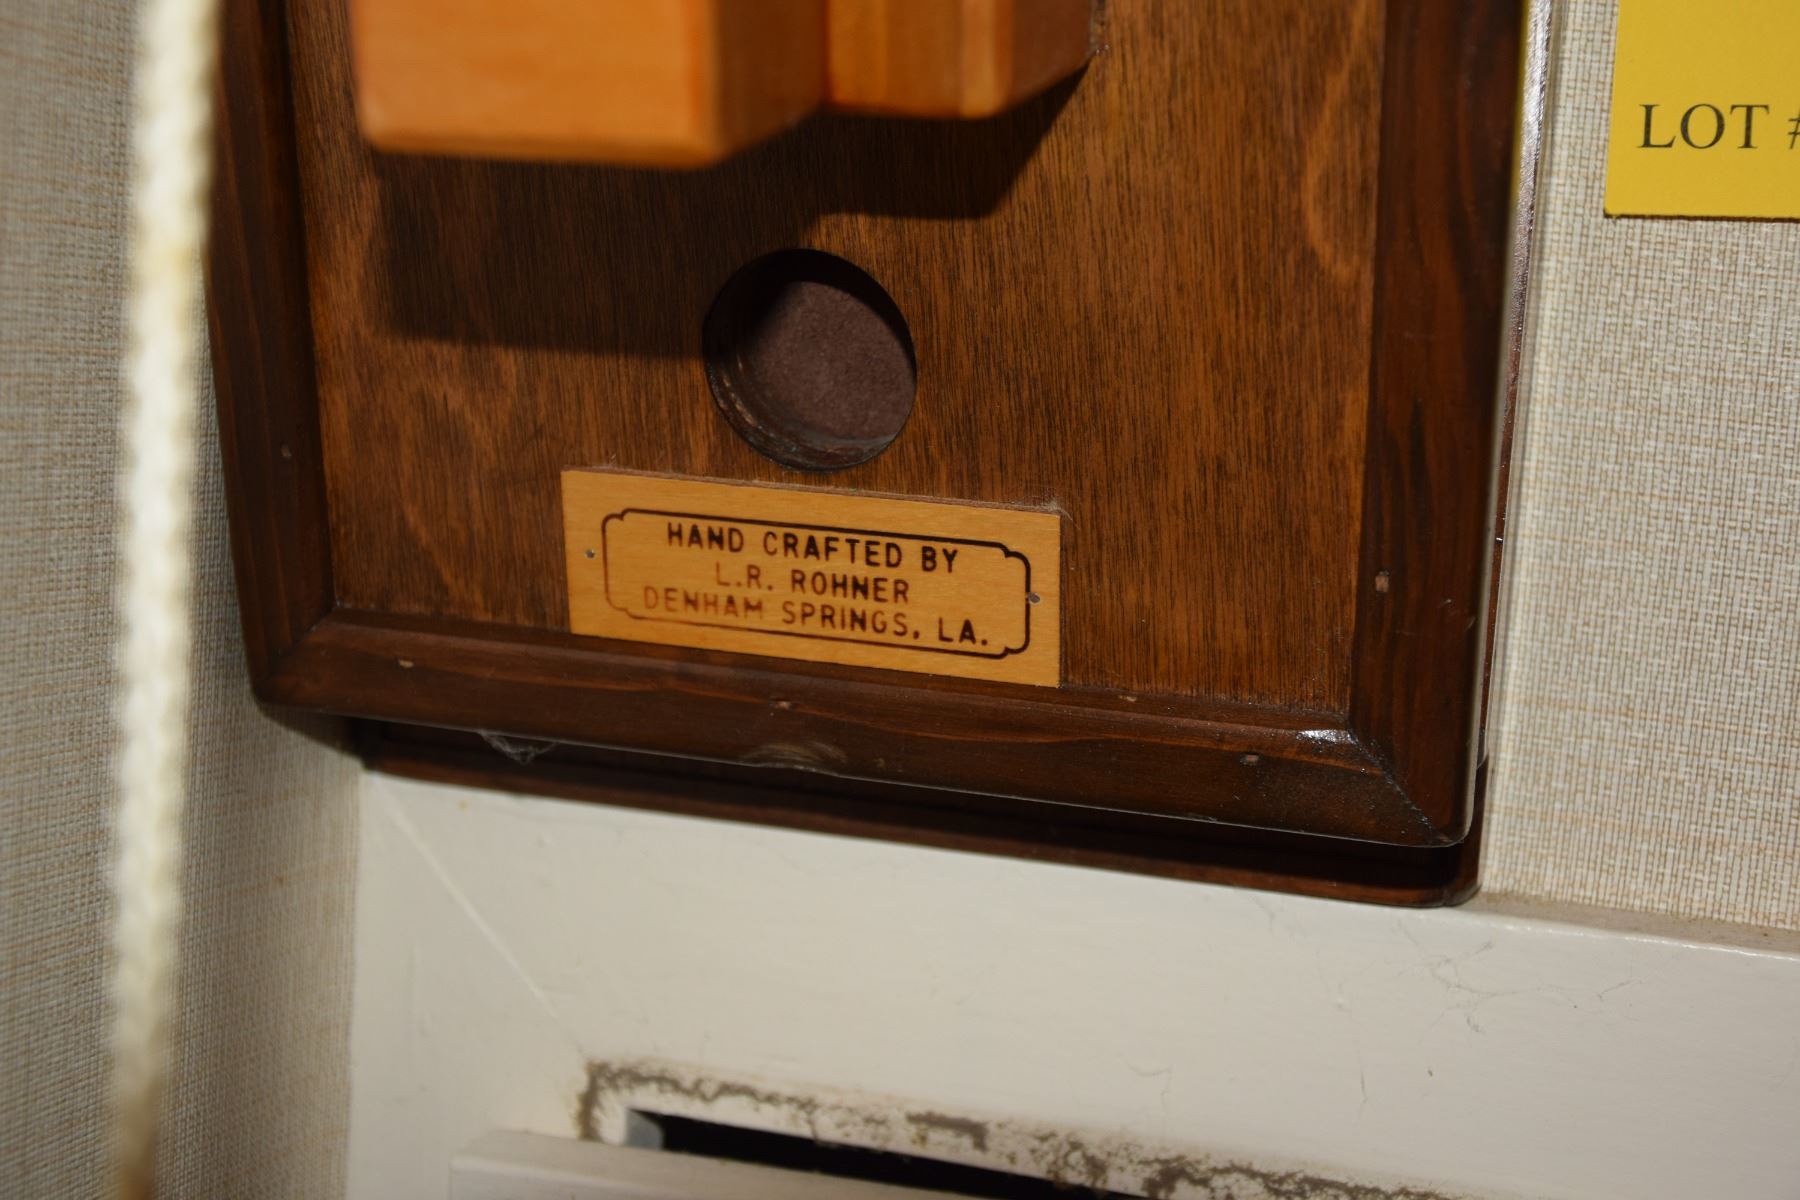 HAND CRAFTED BY
L.R. ROHNER
DENHAM SPRINGS, LA.
LOT #